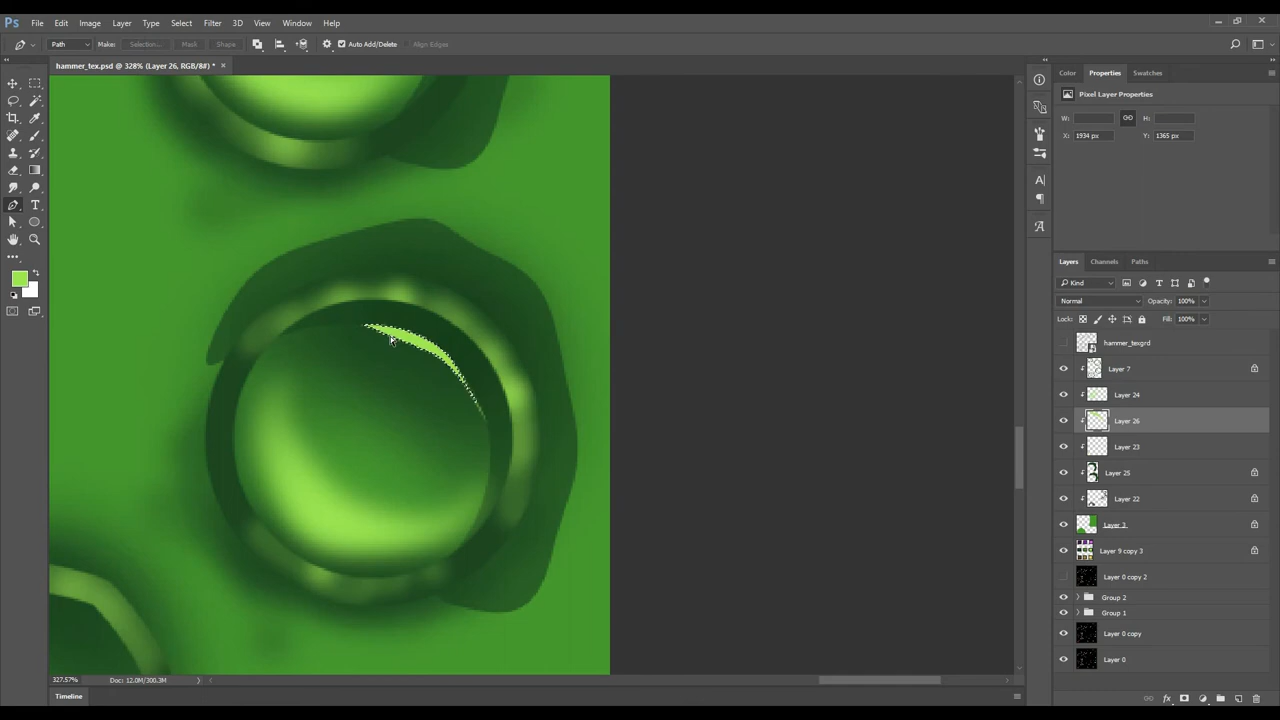 Ps File Edit Image Layer Type Select Filter 3D View Window Help
Path Make: Selection... Mask Shape Auto Add/Delete Align Edges
hammer_tex.psd @ 328% (Layer 26, RGB/8#) * ×
Color Properties Swatches
Pixel Layer Properties
W: H:
X: 1934 px Y: 1365 px
Layers Channels Paths
Kind
Normal Opacity: 100%
Lock: Fill: 100%
hammer_texgrd
Layer 7
Layer 24
Layer 26
Layer 23
Layer 25
Layer 22
Layer 3
Layer 9 copy 3
Layer 0 copy 2
Group 2
Group 1
Layer 0 copy
Layer 0
327.57% Doc: 12.0M/300.3M
Timeline